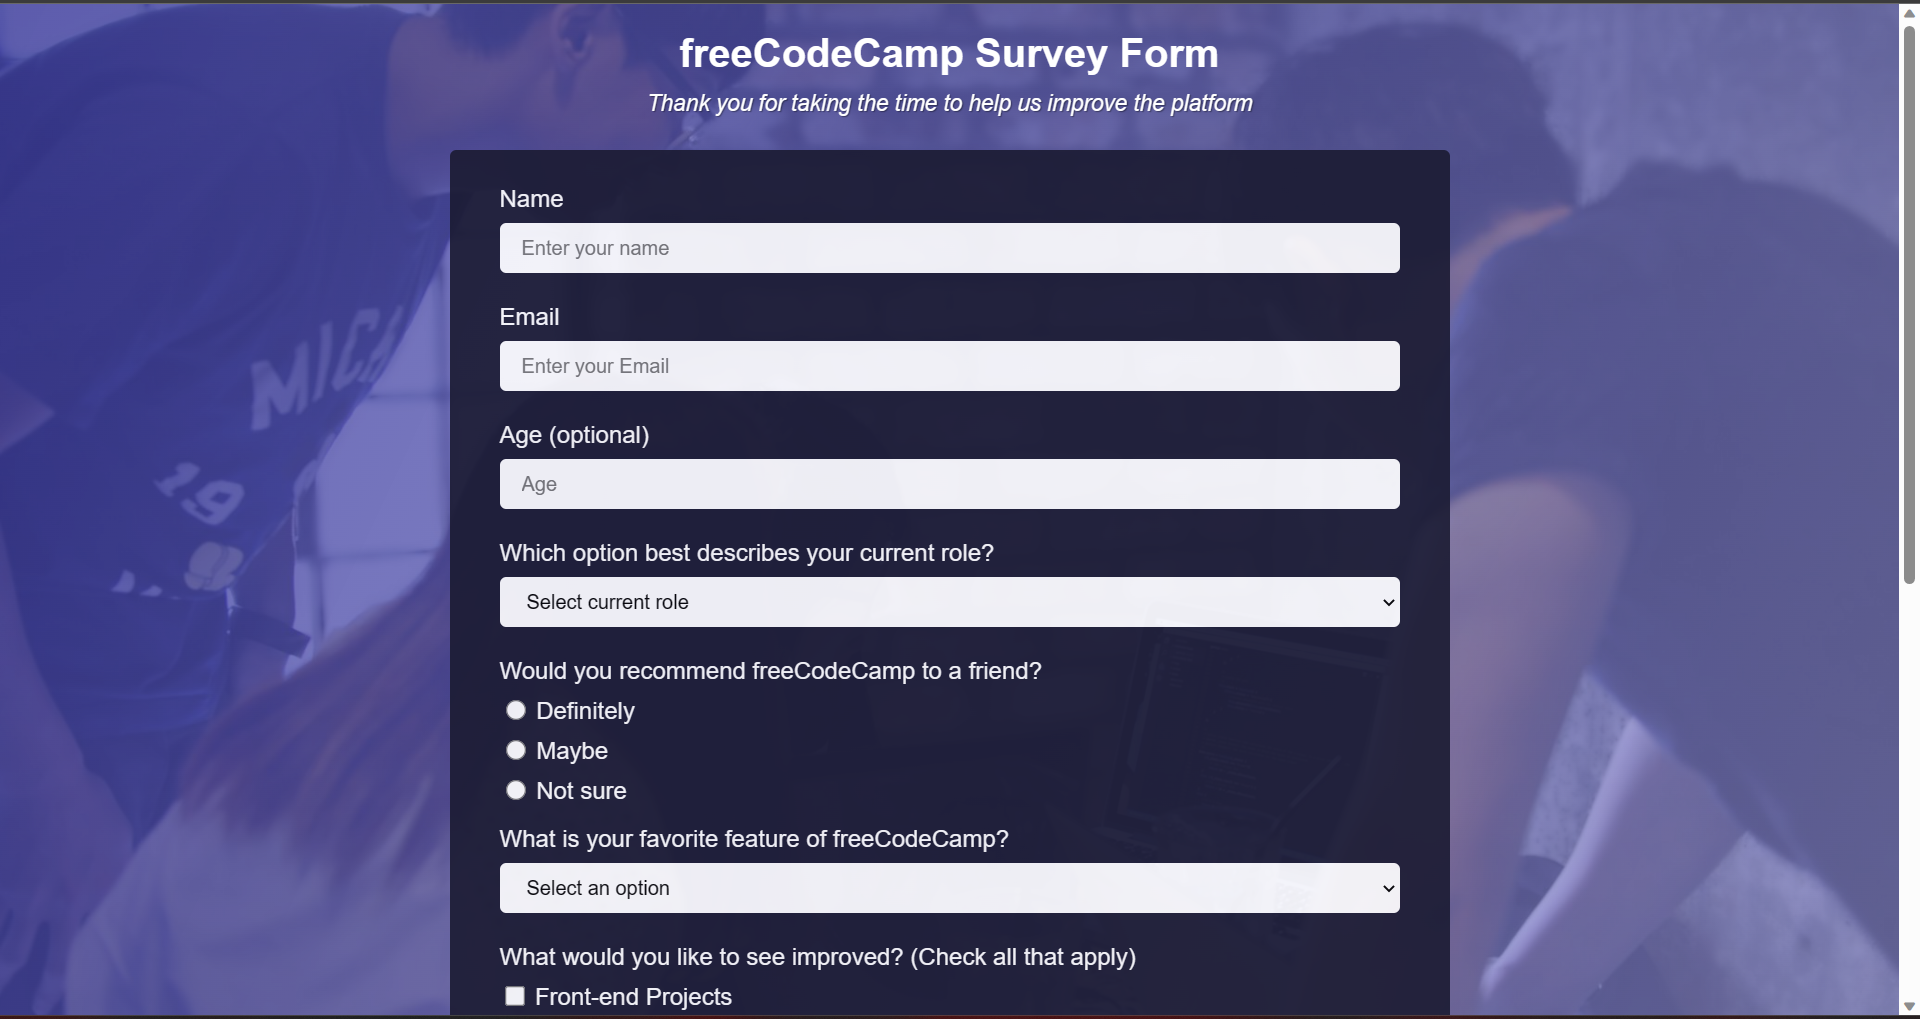 freeCodeCamp Survey Form
Thank you for taking the time to help us improve the platform
Name
Enter your name
Email
Enter your Email
Age (optional)
Age
Which option best describes your current role?
Select current role
Would you recommend freeCodeCamp to a friend?
Definitely
Maybe
Not sure
What is your favorite feature of freeCodeCamp?
Select an option
What would you like to see improved? (Check all that apply)
Front-end Projects
MICH
19